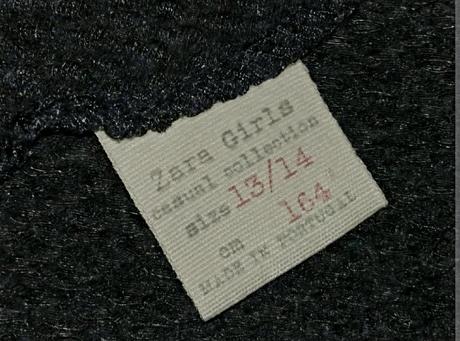 Zara Girls
casual collection
size 13/14
cm 164
MADE IN PORTUGAL